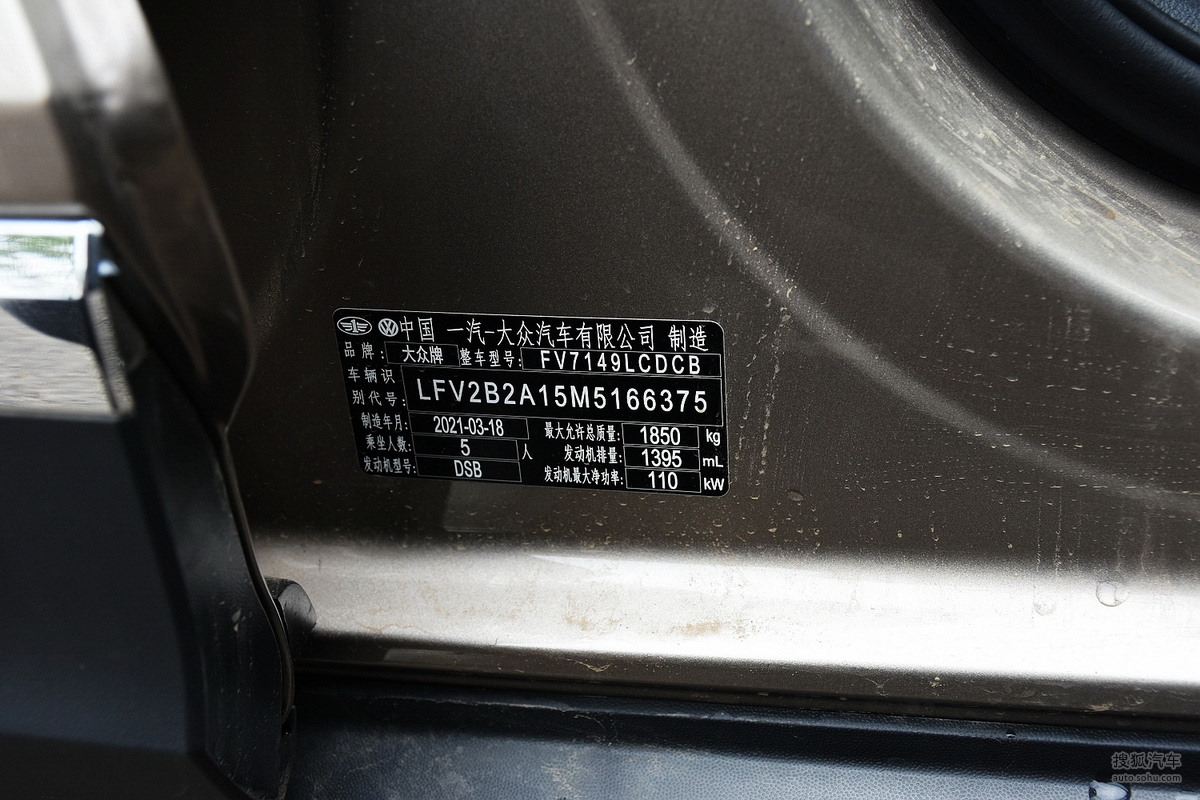 中国 一汽-大众汽车有限公司 制造
品牌: 大众牌 整车型号: FV7149LCDCB
车辆识别代号: LFV2B2A15M5166375
制造年月: 2021-03-18 最大允许总质量: 1850 kg
乘坐人数: 5 人 发动机排量: 1395 mL
发动机型号: DSB 发动机最大净功率: 110 kW
搜狐汽车
auto.sohu.com